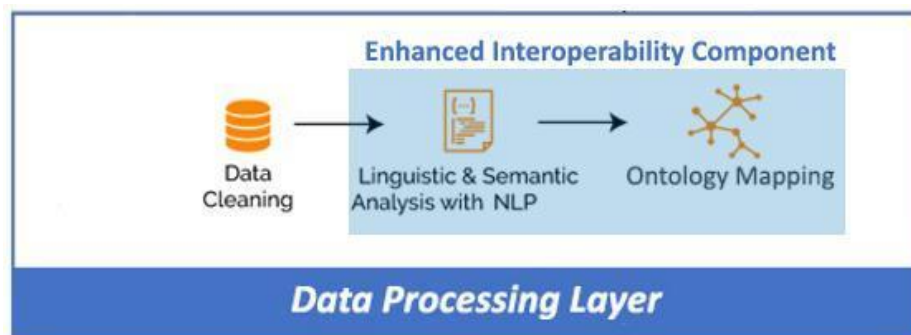 Enhanced Interoperability Component
{...}
Data
Cleaning
Linguistic & Semantic
Analysis with NLP
Ontology Mapping
Data Processing Layer